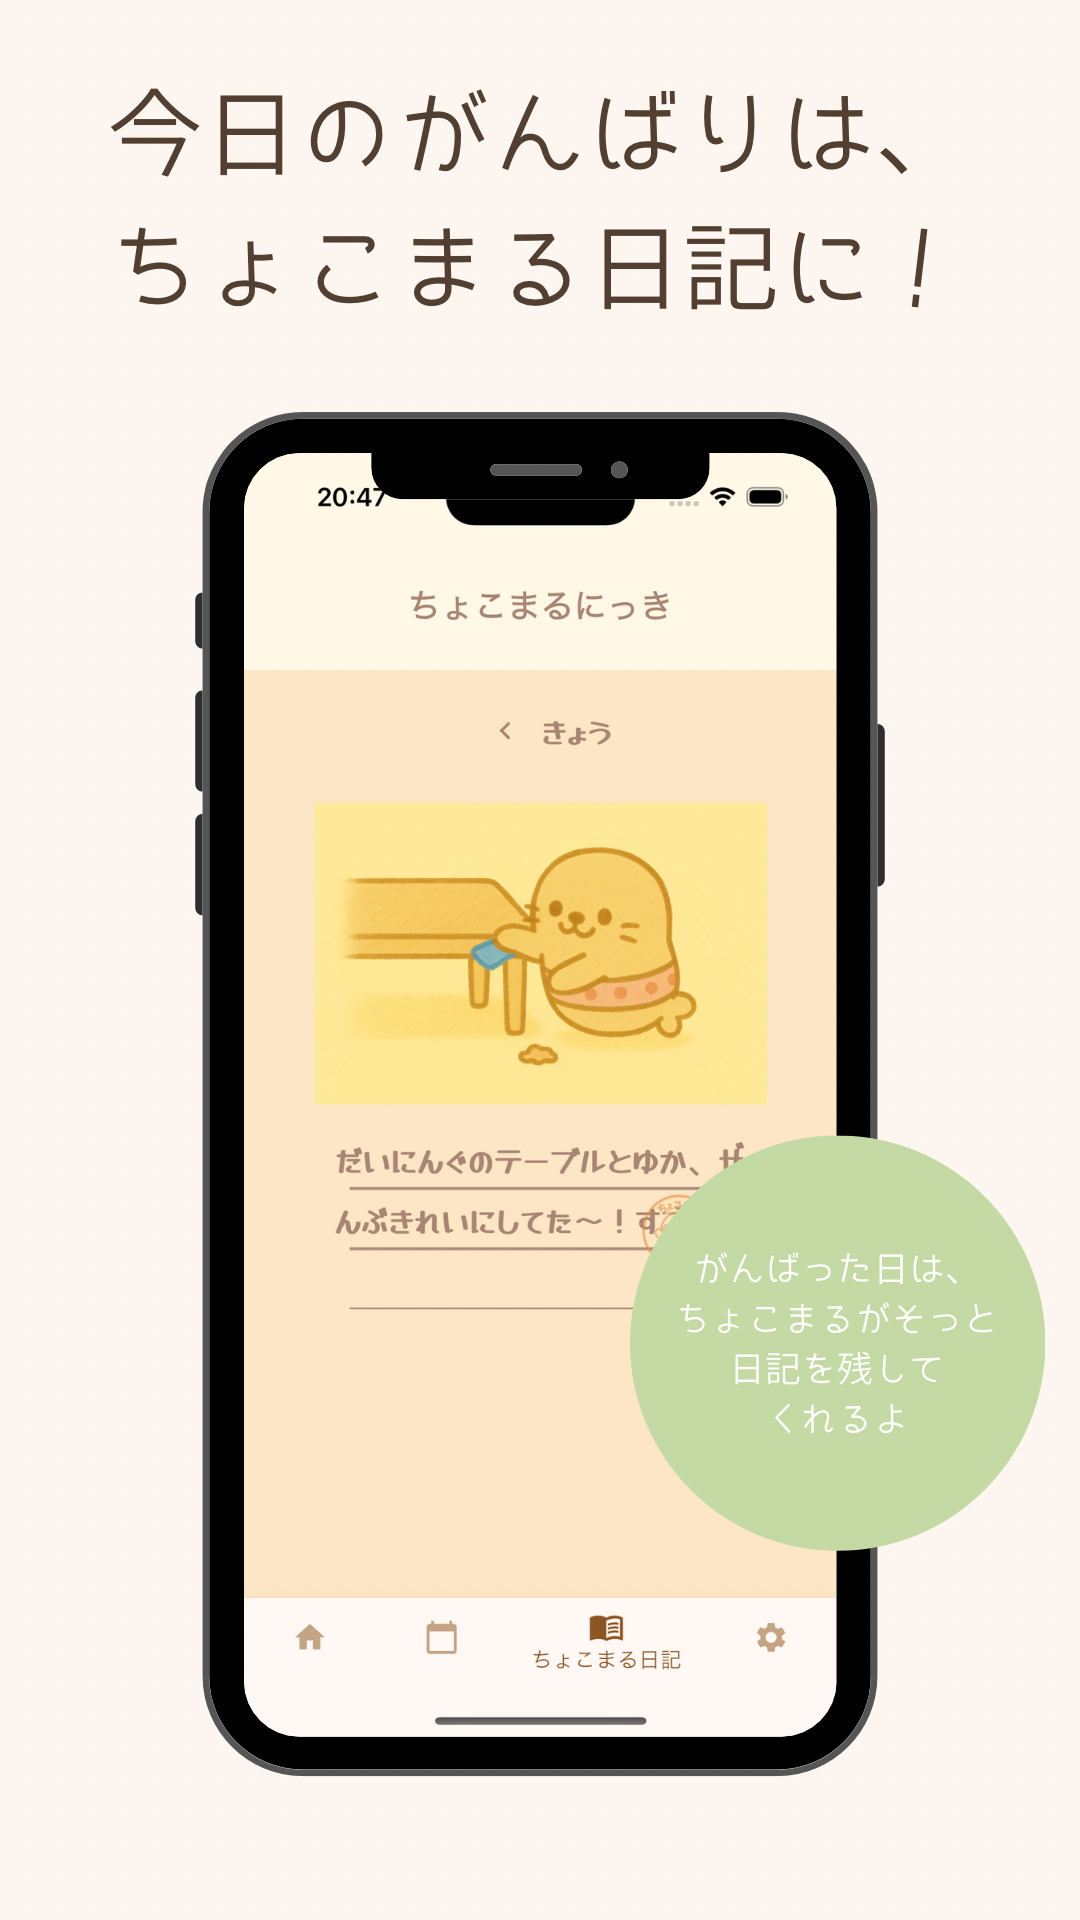 今日のがんばりは、
ちょこまる日記に！
20:47
ちょこまるにっき
きょう
だいにんぐのテーブルとゆか、ぜ
んぶきれいにしてた～！す
がんばった日は、
ちょこまるがそっと
日記を残して
くれるよ
ちょこまる日記